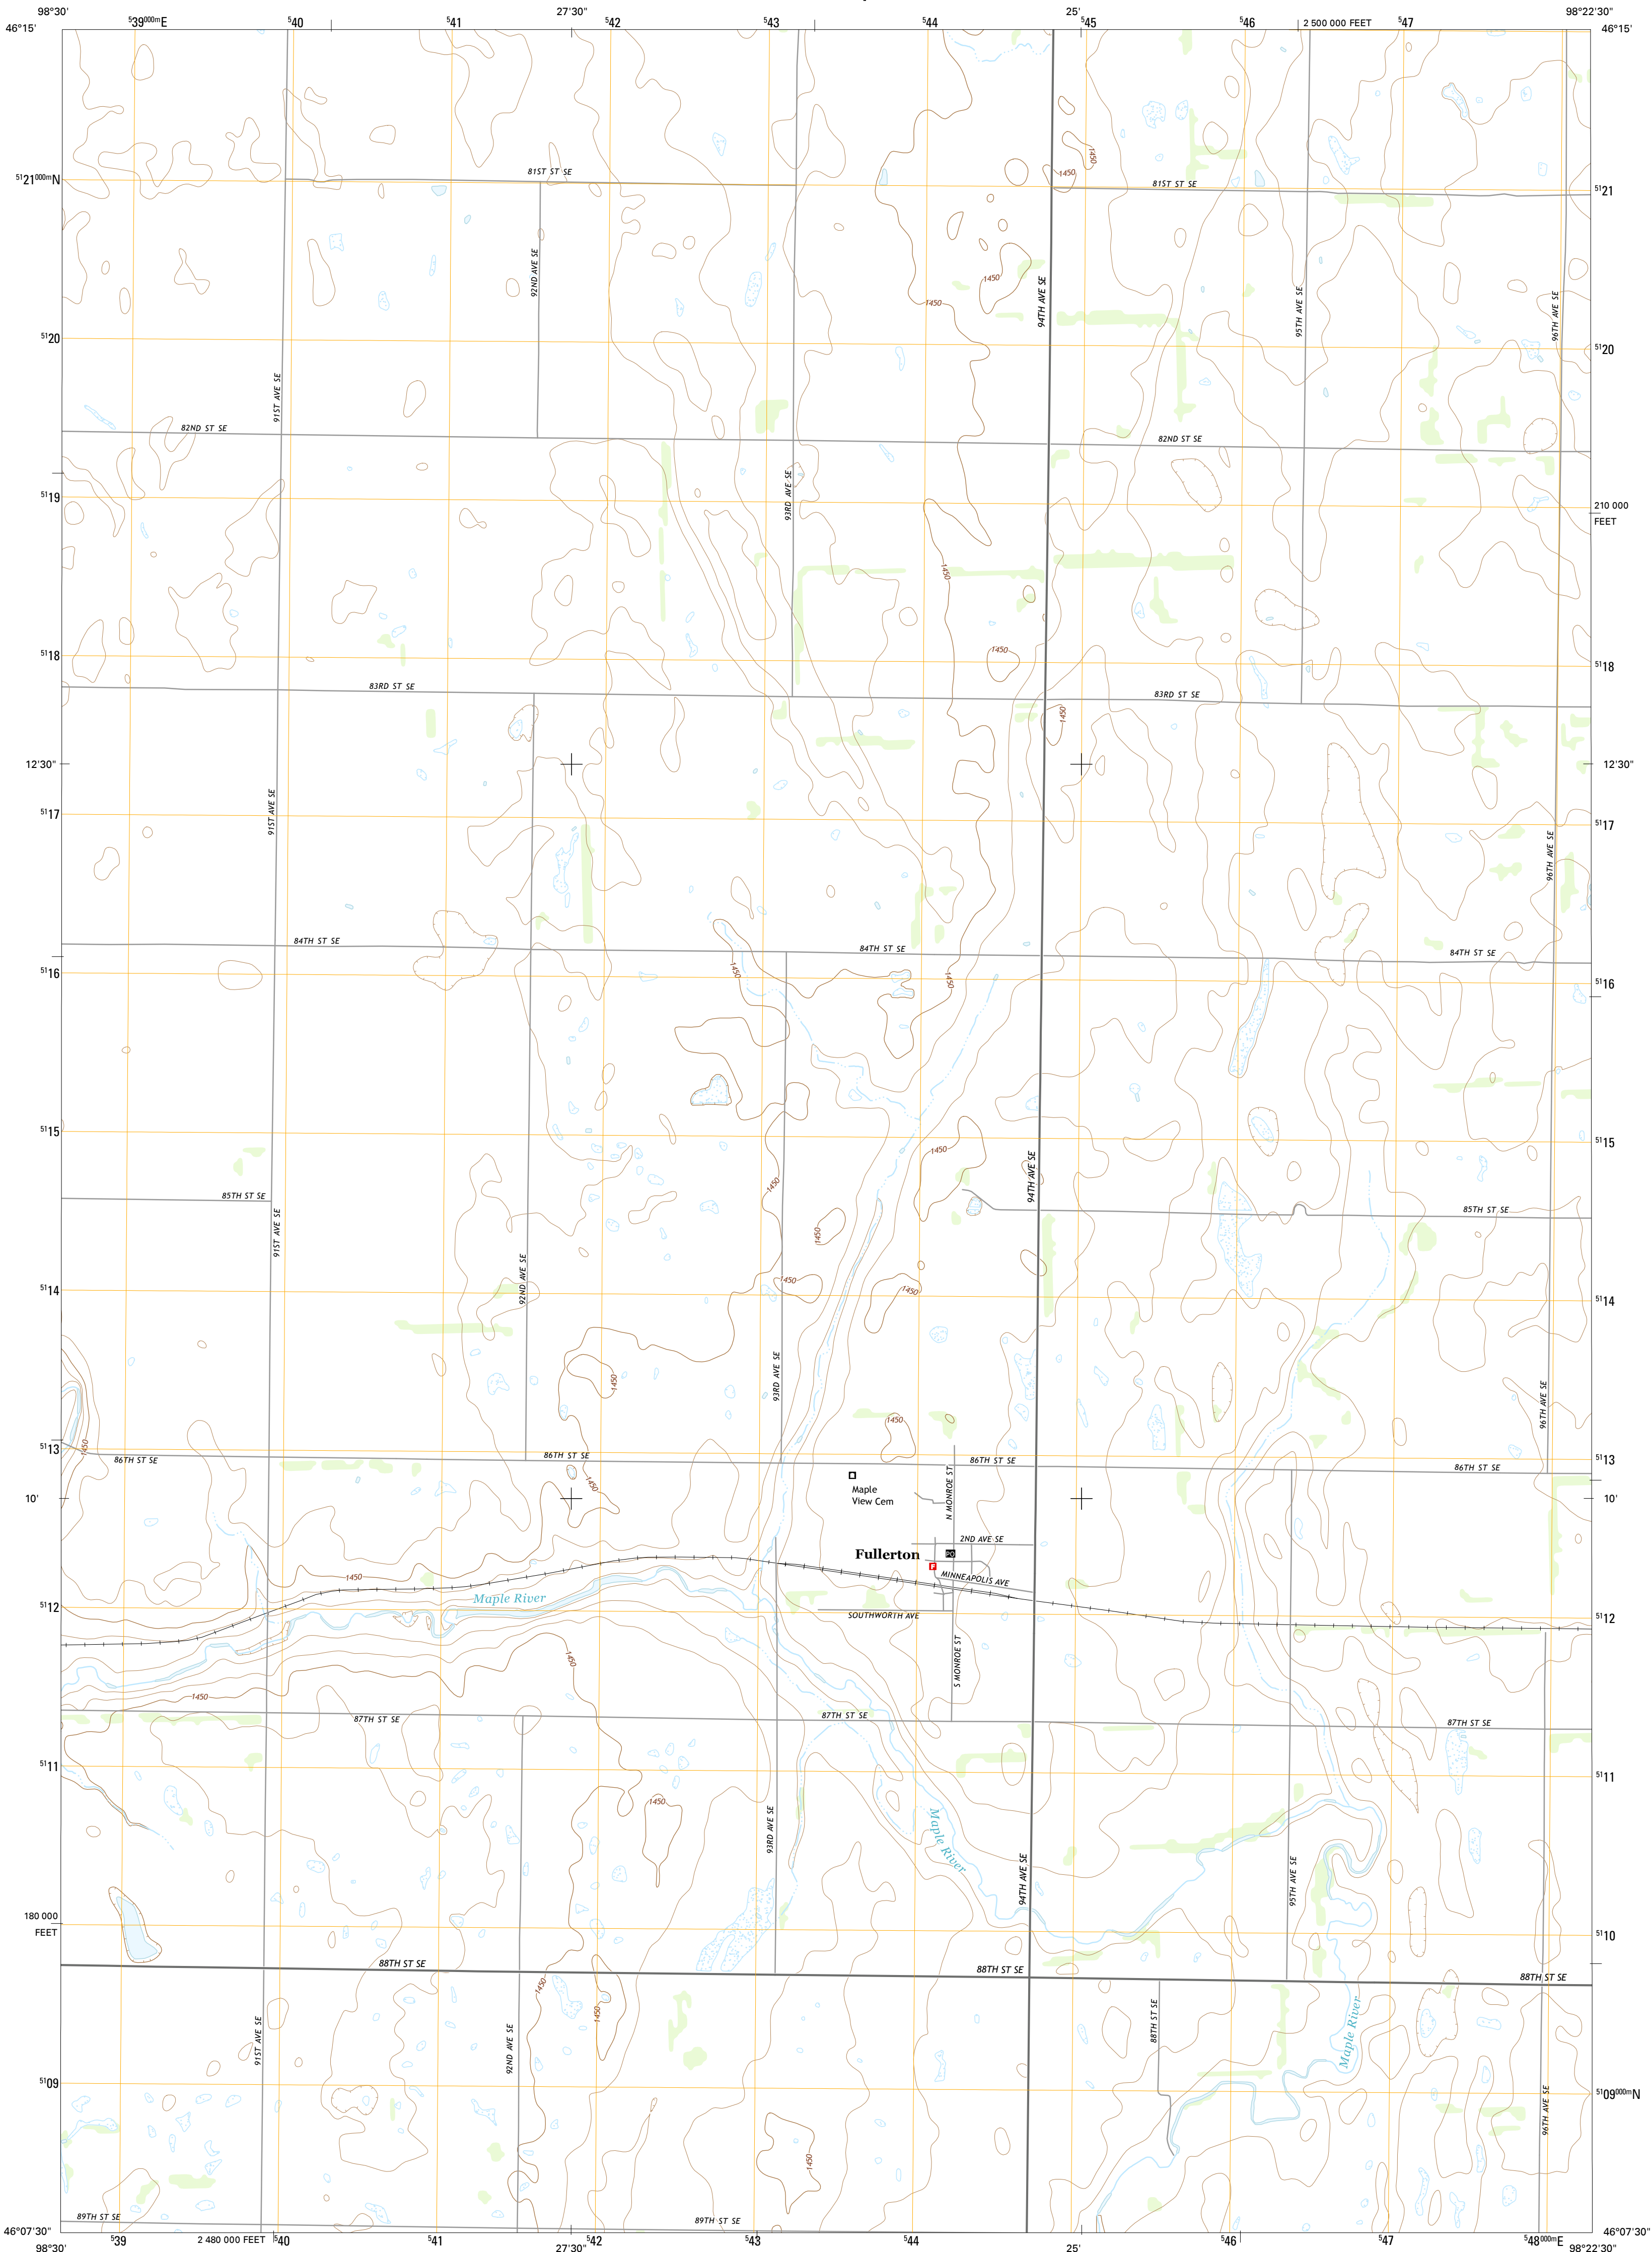 98°30'
⁵39⁰⁰⁰ᵐE
⁵40
⁵41
27'30"
⁵42
⁵43
⁵44
25'
⁵45
⁵46
2 500 000 FEET
⁵47
98°22'30"
46°15'
46°15'
1450
1450
81ST ST SE
⁵¹21⁰⁰⁰ᵐN
81ST ST SE
⁵¹21
92ND AVE SE
1450
1450
94TH AVE SE
95TH AVE SE
96TH AVE SE
⁵¹20
⁵¹20
91ST AVE SE
82ND ST SE
82ND ST SE
⁵¹19
93RD AVE SE
210 000
FEET
1450
⁵¹18
1450
⁵¹18
83RD ST SE
83RD ST SE
1450
12'30"
12'30"
91ST AVE SE
⁵¹17
⁵¹17
96TH AVE SE
84TH ST SE
84TH ST SE
84TH ST SE
⁵¹16
1450
1450
⁵¹16
⁵¹15
⁵¹15
1450
94TH AVE SE
1450
85TH ST SE
85TH ST SE
91ST AVE SE
1450
92ND AVE SE
1450
1450
⁵¹14
⁵¹14
93RD AVE SE
1450
96TH AVE SE
1450
1450
⁵¹13
86TH ST SE
86TH ST SE
86TH ST SE
86TH ST SE
⁵¹13
1450
Maple
View Cem
N MONROE ST
10'
10'
2ND AVE SE
Fullerton
PO
F
1450
MINNEAPOLIS AVE
Maple River
⁵¹12
SOUTHWORTH AVE
⁵¹12
1450
S MONROE ST
1450
87TH ST SE
87TH ST SE
87TH ST SE
⁵¹11
⁵¹11
1450
93RD AVE SE
Maple River
94TH AVE SE
95TH AVE SE
180 000
FEET
⁵¹10
88TH ST SE
88TH ST SE
88TH ST SE
1450
1450
91ST AVE SE
92ND AVE SE
88TH ST SE
Maple River
⁵¹09
⁵¹09⁰⁰⁰ᵐN
96TH AVE SE
1450
89TH ST SE
89TH ST SE
46°07'30"
46°07'30"
98°30'
⁵39
2 480 000 FEET
⁵40
⁵41
27'30"
⁵42
⁵43
⁵44
25'
⁵46
⁵47
⁵48⁰⁰⁰ᵐE
98°22'30"